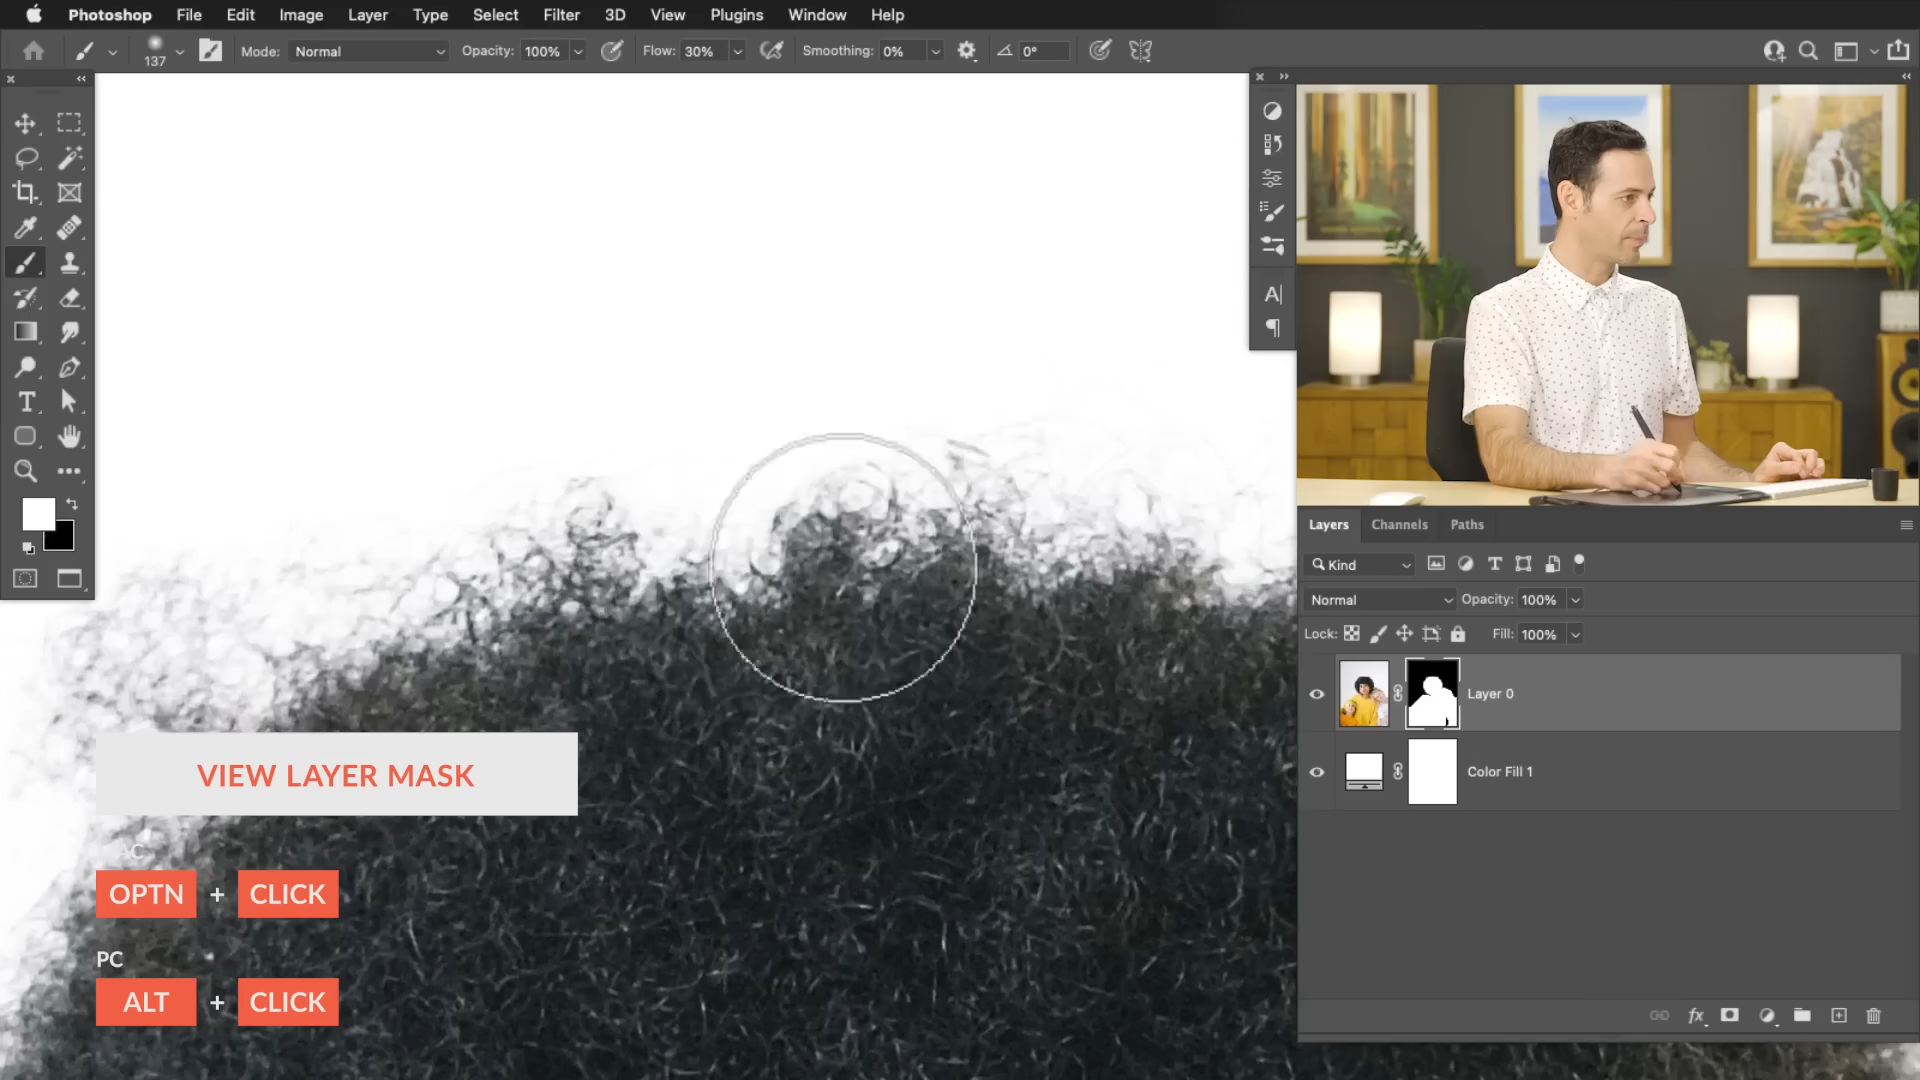 Photoshop File Edit Image Layer Type Select Filter 3D View Plugins Window Help
137 Mode: Normal Opacity: 100% Flow: 30% Smoothing: 0% 0°
Layers Channels Paths
Kind
Normal Opacity: 100%
Lock: Fill: 100%
Layer 0
Color Fill 1
VIEW LAYER MASK
OPTN + CLICK
PC
ALT + CLICK